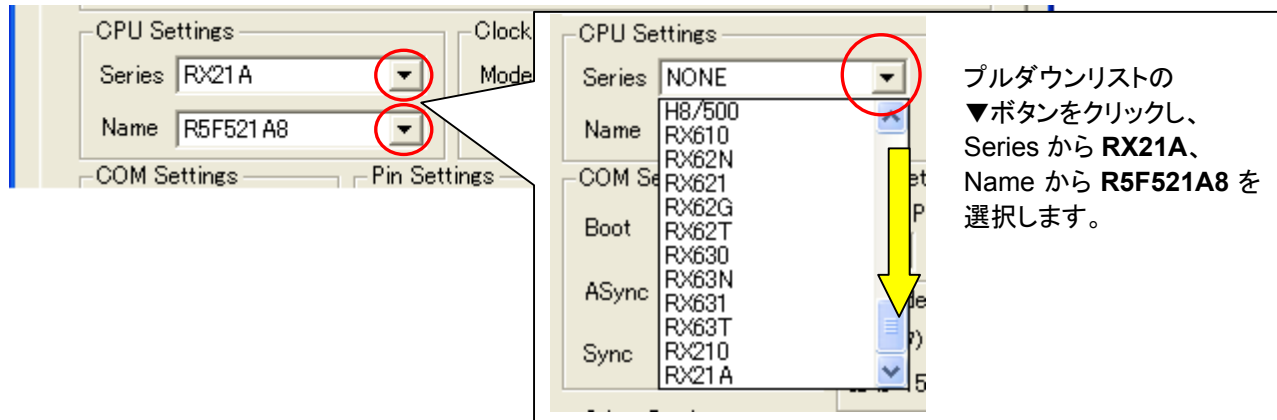 CPU Settings
Series RX21A
Name R5F521A8
COM Settings
Pin Settings
Clock
Mode
CPU Settings
Series NONE
Name
H8/500
RX610
RX62N
RX621
RX62G
RX62T
RX630
RX63N
RX631
RX63T
RX210
RX21A
COM Se
Boot
ASync
Sync
プルダウンリストの
▼ボタンをクリックし、
Series から RX21A、
Name から R5F521A8 を
選択します。